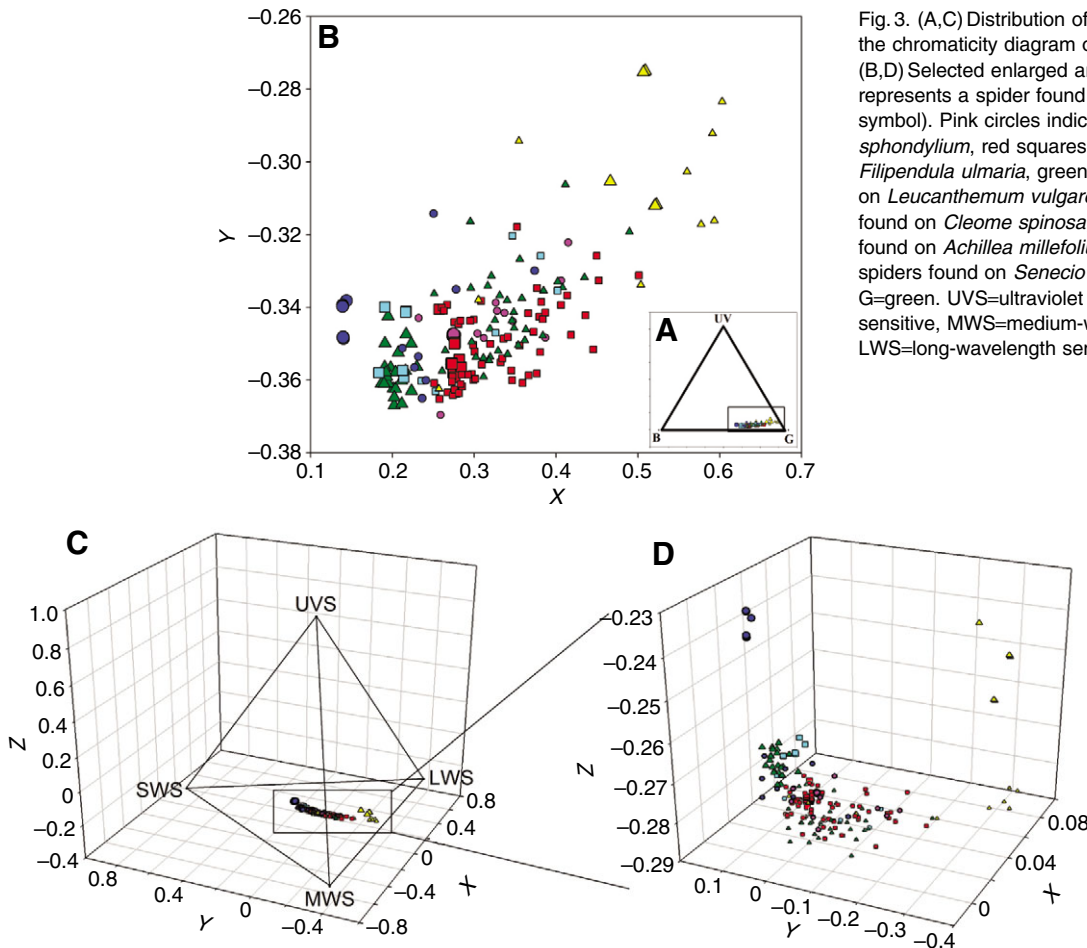 Fig. 3. (A,C) Distribution of
the chromaticity diagram
(B,D) Selected enlarged
represents a spider found
symbol). Pink circles
sphondylium, red squares
Filipendula ulmaria, green
on Leucanthemum
found on Cleome
found on Achillea
spiders found on Senecio
G=green. UVS=ultraviolet
sensitive,
LWS=long-wavelength
B
−0.26
−0.28
−0.30
−0.32
−0.34
−0.36
−0.38
Y
0.1 0.2 0.3 0.4 0.5 0.6 0.7
X
A
UV
B G
C
UVS
SWS
LWS
MWS
1.0
0.8
0.6
0.4
0.2
0
−0.2
−0.4
Z
0.8 0.4 0 −0.4
Y
−0.8 −0.4 0 0.4 0.8
X
D
−0.23
−0.24
−0.25
−0.26
−0.27
−0.28
−0.29
Z
0.1 0 −0.1 −0.2 −0.3 −0.4
Y
0 0.04 0.08
X